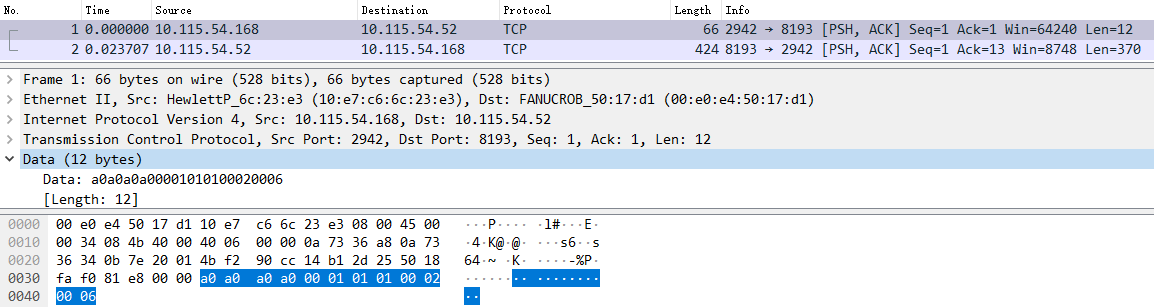 No. Time Source Destination Protocol Length Info
1 0.000000 10.115.54.168 10.115.54.52 TCP 66 2942 → 8193 [PSH, ACK] Seq=1 Ack=1 Win=64240 Len=12
2 0.023707 10.115.54.52 10.115.54.168 TCP 424 8193 → 2942 [PSH, ACK] Seq=1 Ack=13 Win=8748 Len=370
Frame 1: 66 bytes on wire (528 bits), 66 bytes captured (528 bits)
Ethernet II, Src: HewlettP_6c:23:e3 (10:e7:c6:6c:23:e3), Dst: FANUCROB_50:17:d1 (00:e0:e4:50:17:d1)
Internet Protocol Version 4, Src: 10.115.54.168, Dst: 10.115.54.52
Transmission Control Protocol, Src Port: 2942, Dst Port: 8193, Seq: 1, Ack: 1, Len: 12
Data (12 bytes)
Data: a0a0a0a00001010100020006
[Length: 12]
0000 00 e0 e4 50 17 d1 10 e7 c6 6c 23 e3 08 00 45 00 ···P···· ·l#···E·
0010 00 34 08 4b 40 00 40 06 00 00 0a 73 36 a8 0a 73 ·4·K@·@· ···s6··s
0020 36 34 0b 7e 20 01 4b f2 90 cc 14 b1 2d 25 50 18 64·~ ·K· ····-%P·
0030 fa f0 81 e8 00 00 a0 a0 a0 a0 00 01 01 01 00 02 ········ ········
0040 00 06 ··